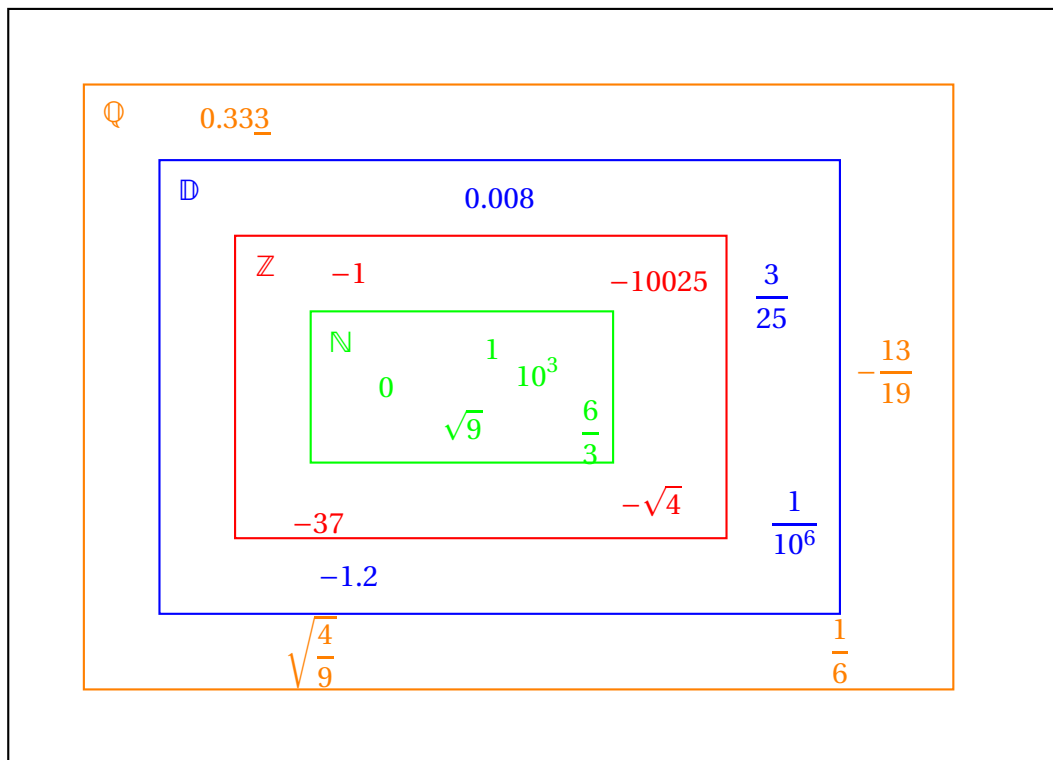 ℚ 0.333̲
𝔻 0.008
ℤ −1 −10025 3/25
ℕ 1 10³ −13/19
0 √9 6/3
−37 −√4 1/10⁶
−1.2
√(4/9) 1/6